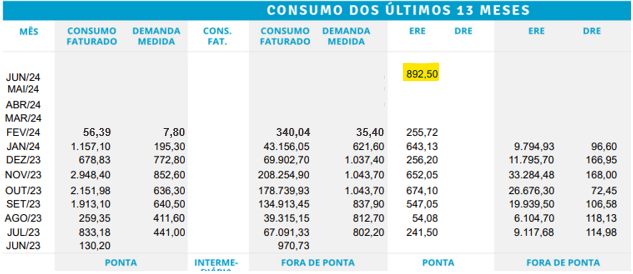 CONSUMO DOS ÚLTIMOS 13 MESES
MÊS CONSUMO FATURADO DEMANDA MEDIDA CONS. FAT. CONSUMO FATURADO DEMANDA MEDIDA ERE DRE ERE DRE
JUN/24 892,50
MAI/24
ABR/24
MAR/24
FEV/24 56,39 7,80 340,04 35,40 255,72
JAN/24 1.157,10 195,30 43.156,05 621,60 643,13 9.794,93 96,60
DEZ/23 678,83 772,80 69.902,70 1.037,40 256,20 11.795,70 166,95
NOV/23 2.948,40 852,60 208.254,90 1.043,70 652,05 33.284,48 168,00
OUT/23 2.151,98 636,30 178.739,93 1.043,70 674,10 26.676,30 72,45
SET/23 1.913,10 640,50 134.913,45 837,90 547,05 19.939,50 106,58
AGO/23 259,35 411,60 39.315,15 812,70 54,08 6.104,70 118,13
JUL/23 833,18 441,00 67.091,33 802,20 241,50 9.117,68 114,98
JUN/23 130,20 970,73
PONTA INTERME- FORA DE PONTA PONTA FORA DE PONTA